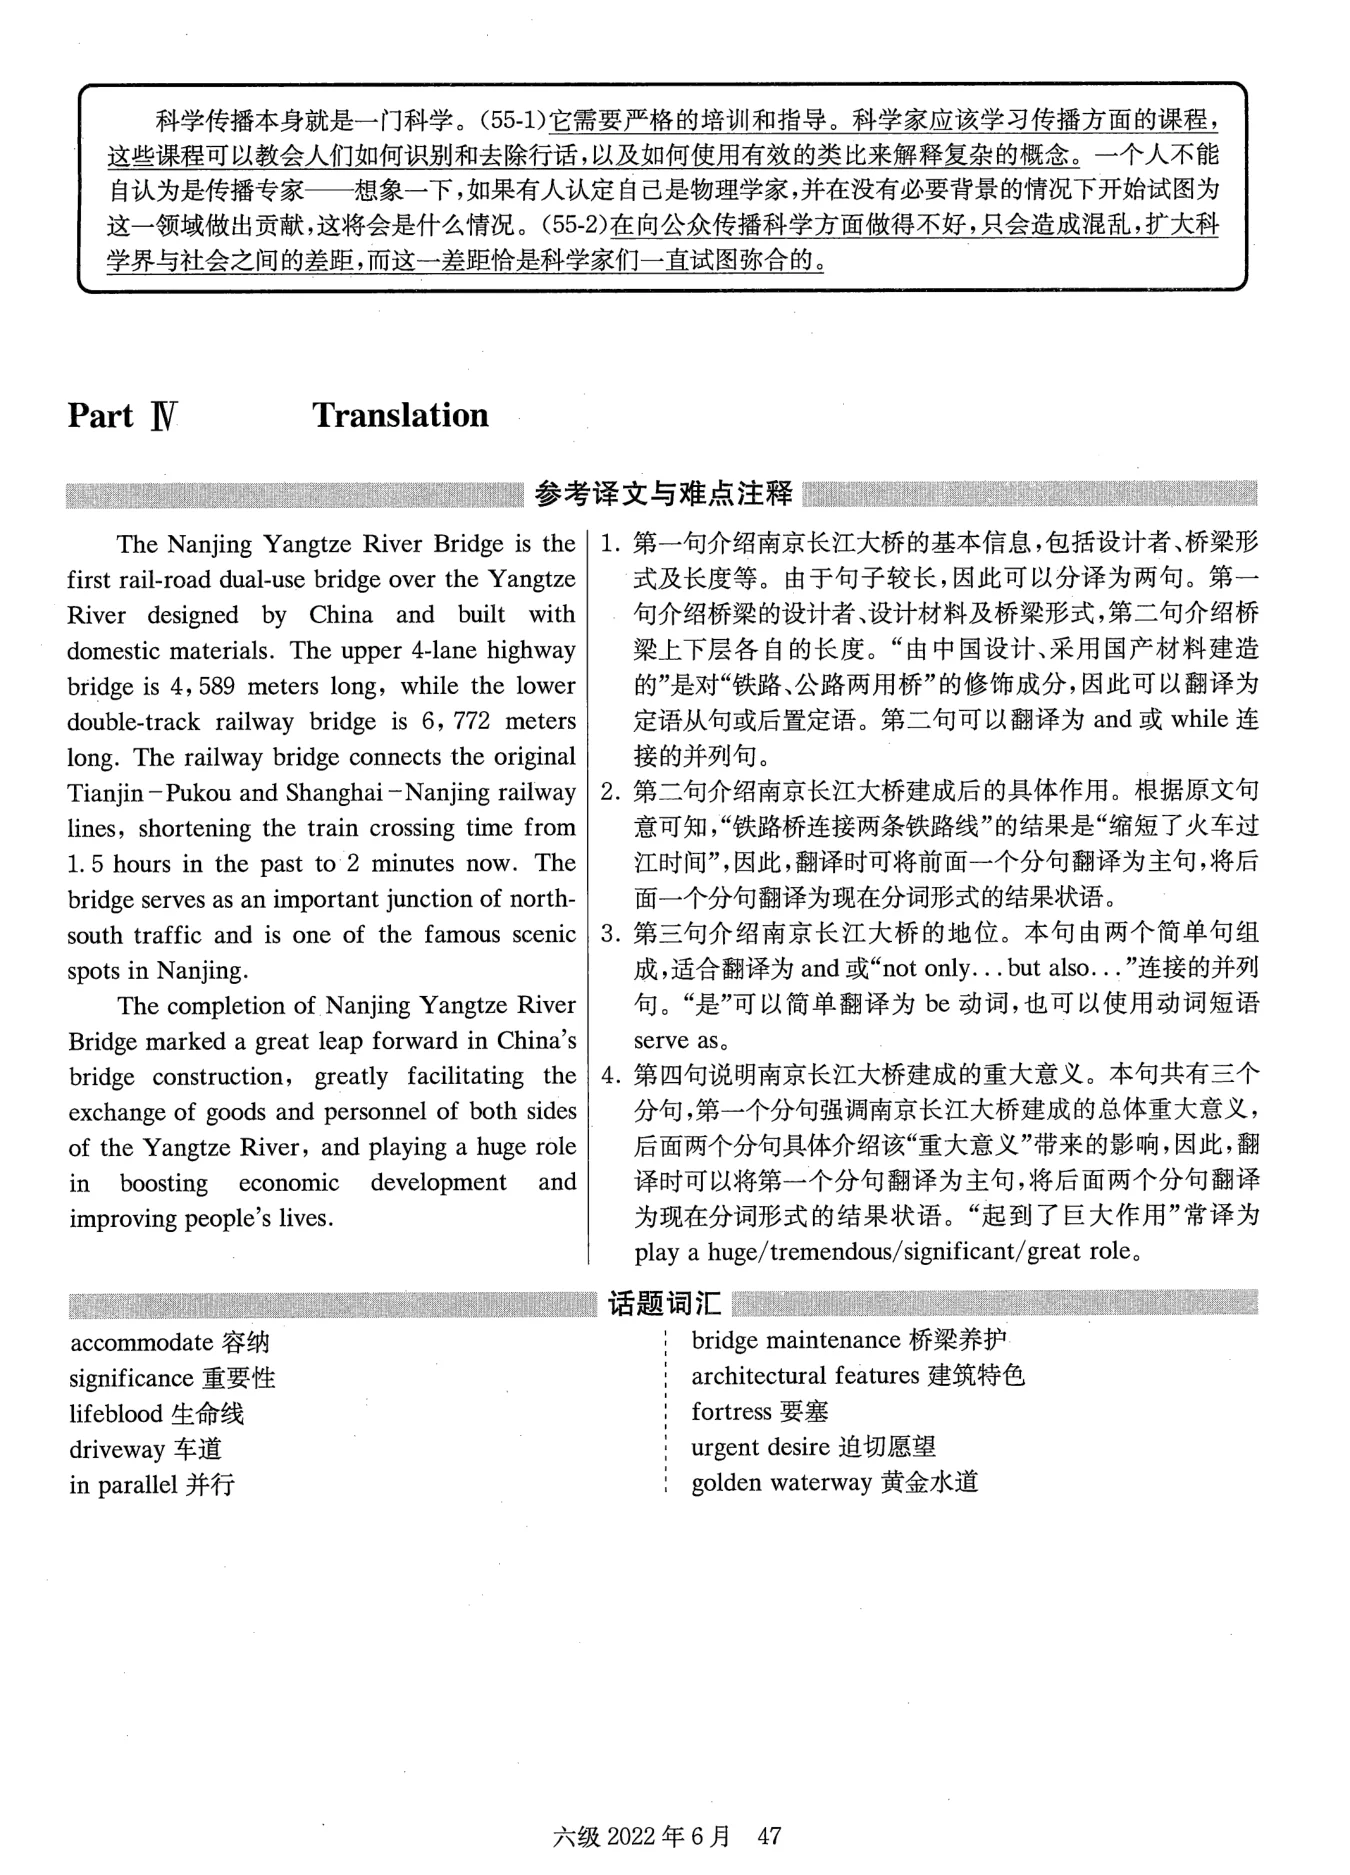 科学传播本身就是一门科学。(55-1)它需要严格的培训和指导。科学家应该学习传播方面的课程,
这些课程可以教会人们如何识别和去除行话,以及如何使用有效的类比来解释复杂的概念。一个人不能
自认为是传播专家——想象一下,如果有人认定自己是物理学家,并在没有必要背景的情况下开始试图为
这一领域做出贡献,这将会是什么情况。(55-2)在向公众传播科学方面做得不好,只会造成混乱,扩大科
学界与社会之间的差距,而这一差距恰是科学家们一直试图弥合的。
Part Ⅳ Translation
参考译文与难点注释
The Nanjing Yangtze River Bridge is the
first rail-road dual-use bridge over the Yangtze
River designed by China and built with
domestic materials. The upper 4-lane highway
bridge is 4,589 meters long, while the lower
double-track railway bridge is 6,772 meters
long. The railway bridge connects the original
Tianjin-Pukou and Shanghai-Nanjing railway
lines, shortening the train crossing time from
1.5 hours in the past to 2 minutes now. The
bridge serves as an important junction of north-
south traffic and is one of the famous scenic
spots in Nanjing.
The completion of Nanjing Yangtze River
Bridge marked a great leap forward in China's
bridge construction, greatly facilitating the
exchange of goods and personnel of both sides
of the Yangtze River, and playing a huge role
in boosting economic development and
improving people's lives.
1. 第一句介绍南京长江大桥的基本信息,包括设计者、桥梁形
式及长度等。由于句子较长,因此可以分译为两句。第一
句介绍桥梁的设计者、设计材料及桥梁形式,第二句介绍桥
梁上下层各自的长度。“由中国设计、采用国产材料建造
的”是对“铁路、公路两用桥”的修饰成分,因此可以翻译为
定语从句或后置定语。第二句可以翻译为 and 或 while 连
接的并列句。
2. 第二句介绍南京长江大桥建成后的具体作用。根据原文句
意可知,“铁路桥连接两条铁路线”的结果是“缩短了火车过
江时间”,因此,翻译时可将前面一个分句翻译为主句,将后
面一个分句翻译为现在分词形式的结果状语。
3. 第三句介绍南京长江大桥的地位。本句由两个简单句组
成,适合翻译为 and 或“not only...but also...”连接的并列
句。“是”可以简单翻译为 be 动词,也可以使用动词短语
serve as。
4. 第四句说明南京长江大桥建成的重大意义。本句共有三个
分句,第一个分句强调南京长江大桥建成的总体重大意义,
后面两个分句具体介绍该“重大意义”带来的影响,因此,翻
译时可以将第一个分句翻译为主句,将后面两个分句翻译
为现在分词形式的结果状语。“起到了巨大作用”常译为
play a huge/tremendous/significant/great role。
话题词汇
accommodate 容纳
significance 重要性
lifeblood 生命线
driveway 车道
in parallel 并行
bridge maintenance 桥梁养护
architectural features 建筑特色
fortress 要塞
urgent desire 迫切愿望
golden waterway 黄金水道
六级 2022 年 6 月 47